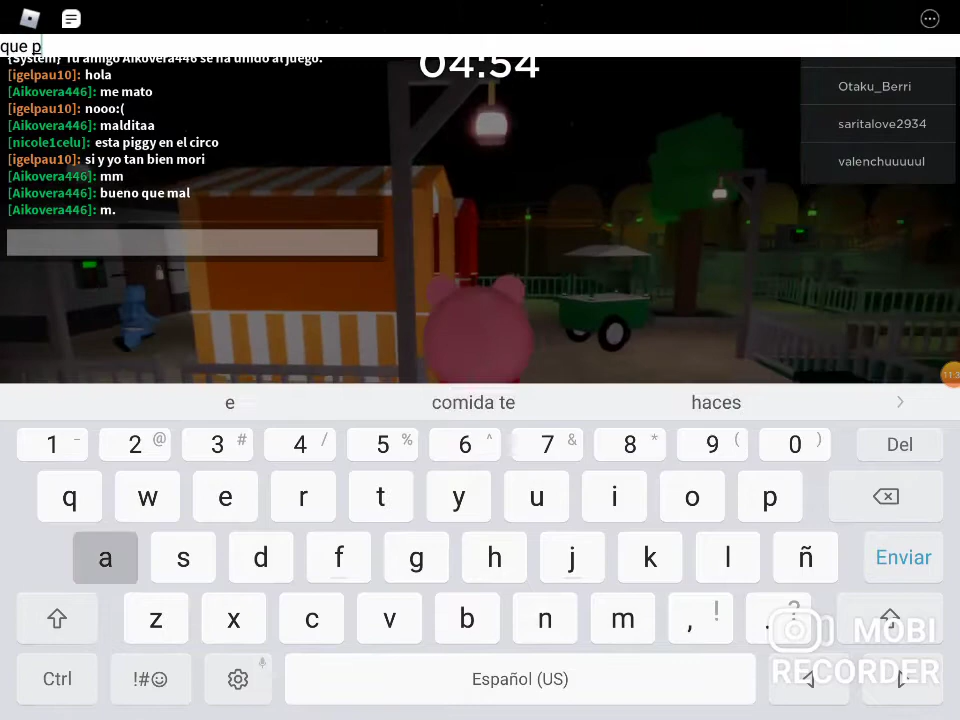 que p
{System} Tu amigo Aikovera446 se ha unido al juego.
04:54
[igelpau10]: hola
[Aikovera446]: me mato
[igelpau10]: nooo:(
[Aikovera446]: malditaa
[nicole1celu]: esta piggy en el circo
[igelpau10]: si y yo tan bien mori
[Aikovera446]: mm
[Aikovera446]: bueno que mal
[Aikovera446]: m.
Otaku_Berri
saritalove2934
valenchuuuuul
11:3
e comida te haces >
1 - 2 @ 3 # 4 / 5 % 6 ^ 7 & 8 * 9 ( 0 ) Del
q w e r t y u i o p
a s d f g h j k l ñ Enviar
z x c v b n m , ! . ?
Ctrl !#☺ Español (US)
MOBI
RECORDER